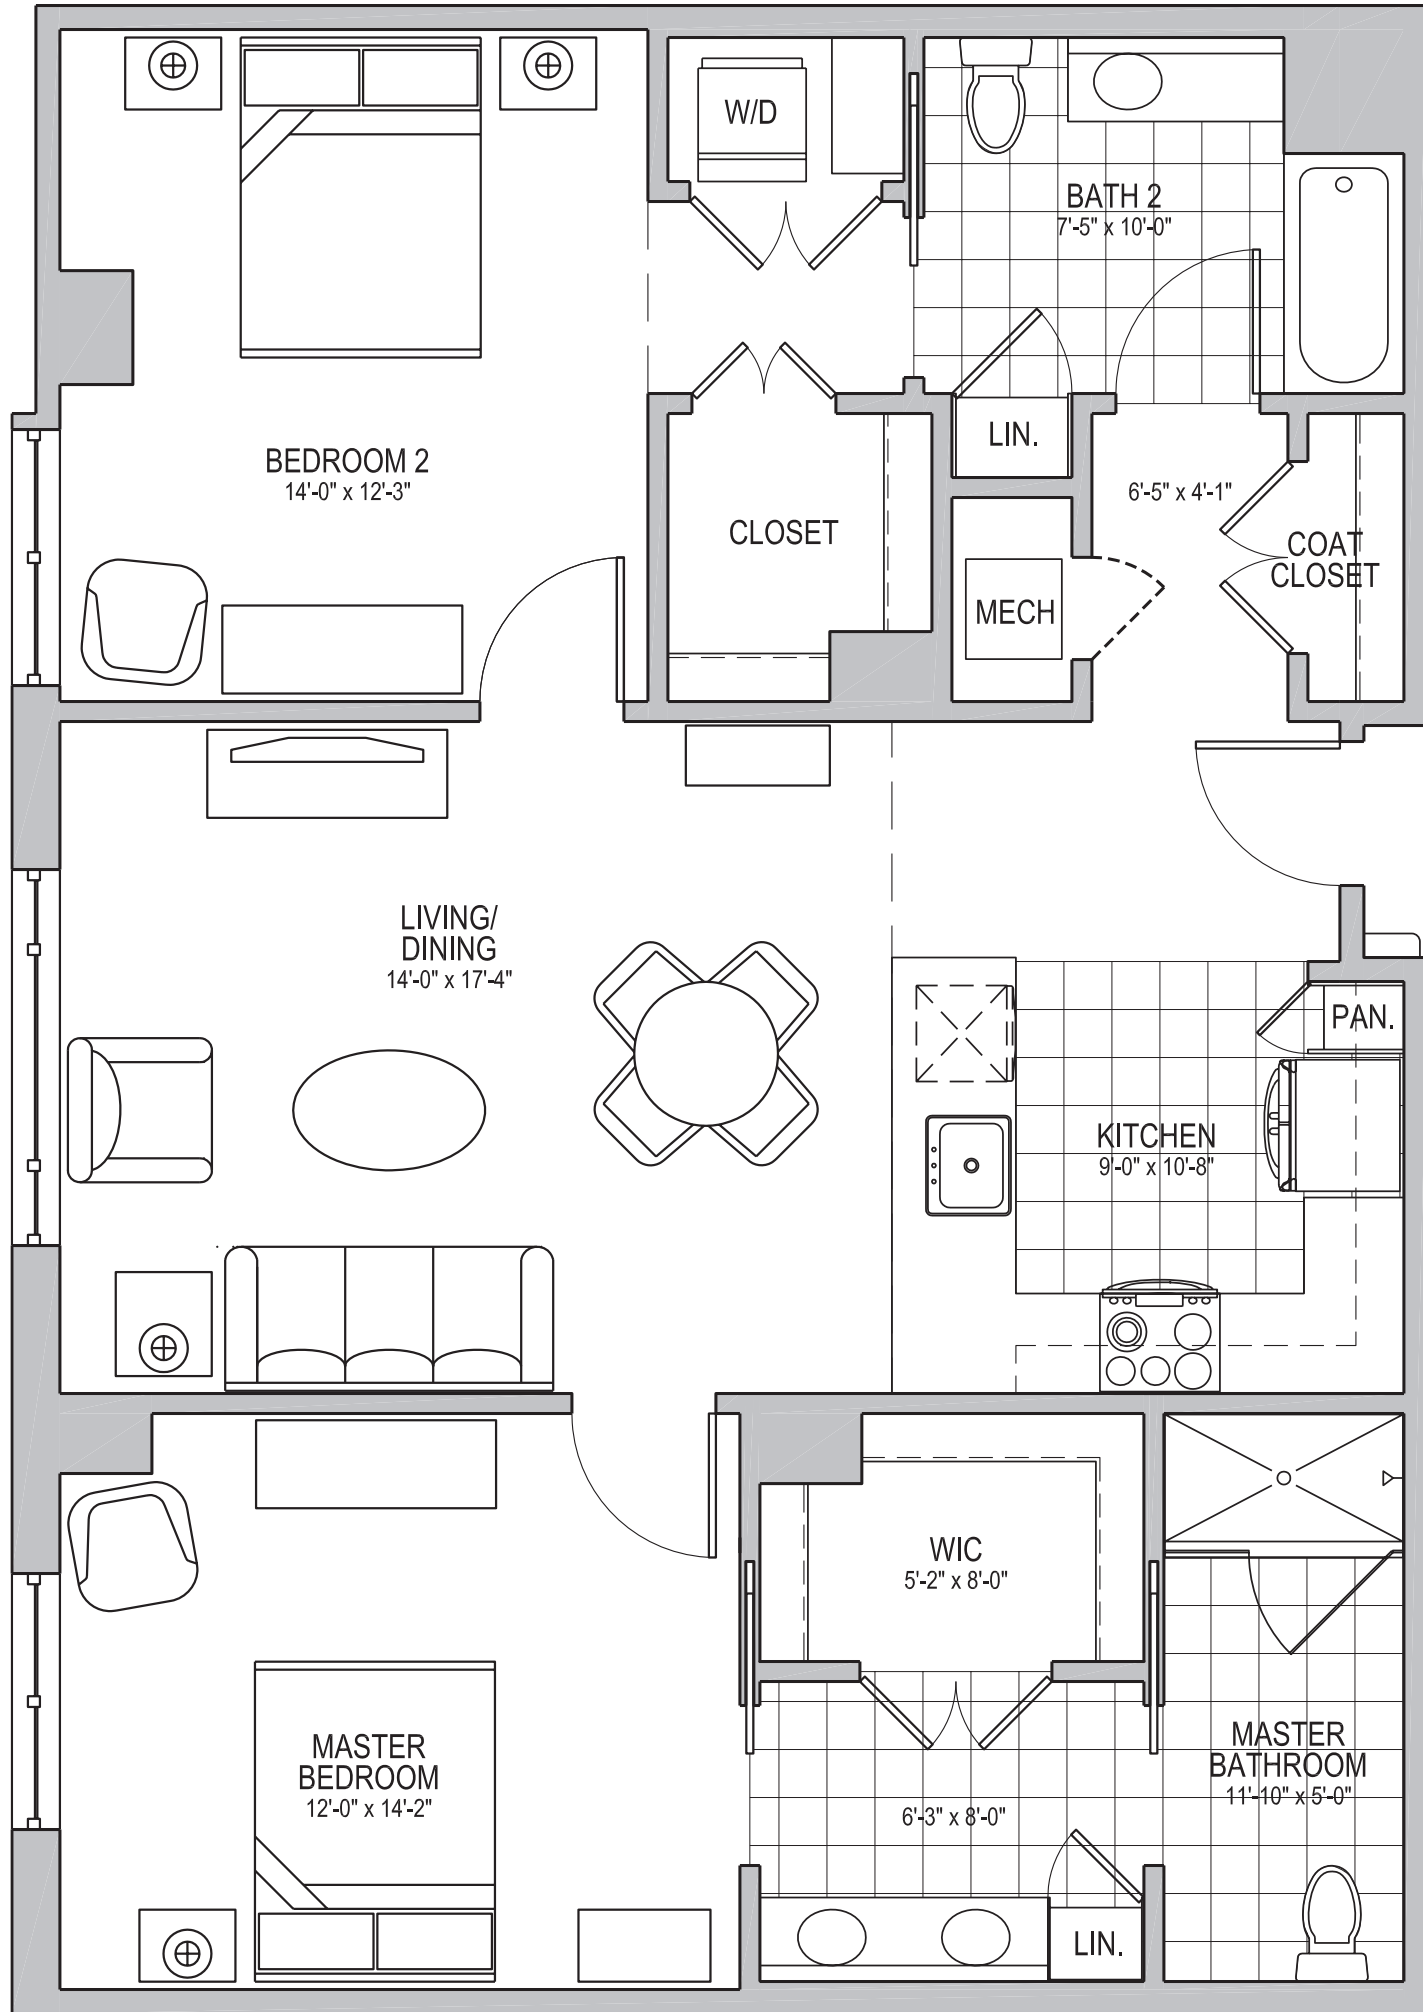 W/D
BATH 2
7'-5" x 10'-0"
BEDROOM 2
14'-0" x 12'-3"
LIN.
6'-5" x 4'-1"
CLOSET
COAT
CLOSET
MECH
LIVING/
DINING
14'-0" x 17'-4"
PAN.
KITCHEN
9'-0" x 10'-8"
WIC
5'-2" x 8'-0"
MASTER
BEDROOM
12'-0" x 14'-2"
MASTER
BATHROOM
11'-10" x 5'-0"
6'-3" x 8'-0"
LIN.